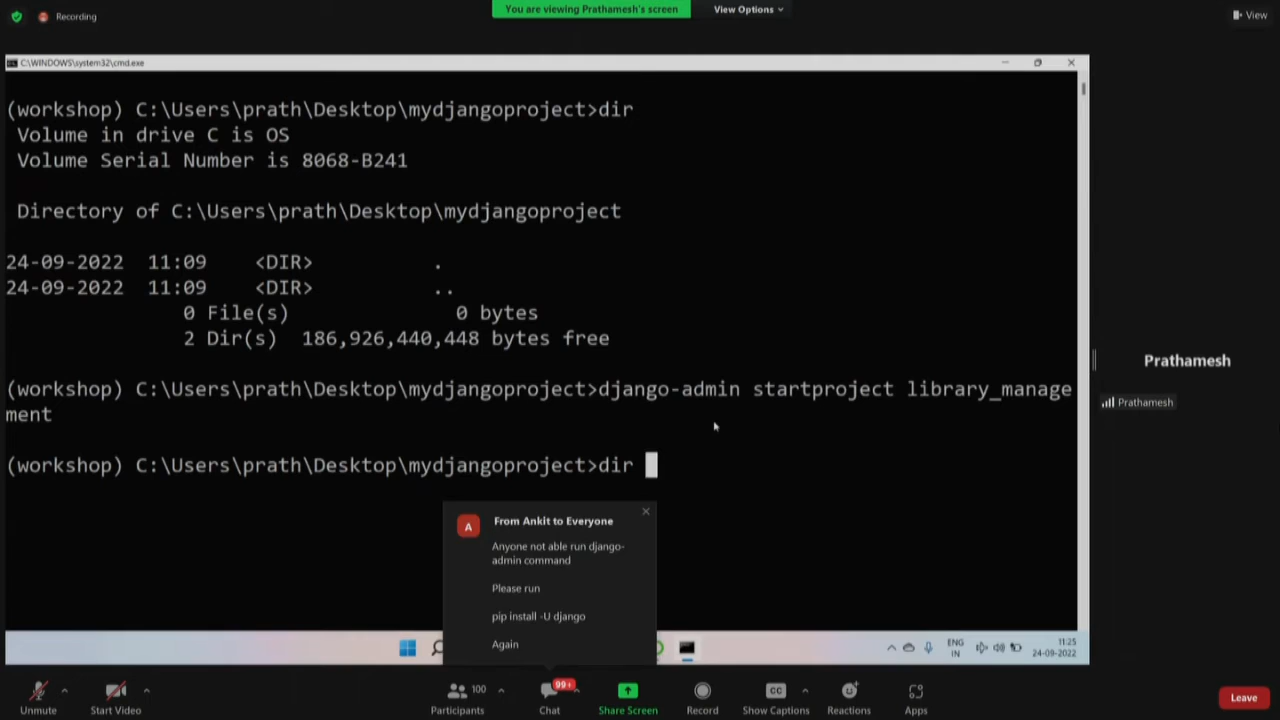 Recording
You are viewing Prathamesh's screen
View Options
View
C:\WINDOWS\system32\cmd.exe
(workshop) C:\Users\prath\Desktop\mydjangoproject>dir
Volume in drive C is OS
Volume Serial Number is 8068-B241
Directory of C:\Users\prath\Desktop\mydjangoproject
24-09-2022 11:09 <DIR> .
24-09-2022 11:09 <DIR> ..
0 File(s) 0 bytes
2 Dir(s) 186,926,440,448 bytes free
(workshop) C:\Users\prath\Desktop\mydjangoproject>django-admin startproject library_manage
ment
(workshop) C:\Users\prath\Desktop\mydjangoproject>dir
Prathamesh
Prathamesh
A
From Ankit to Everyone
Anyone not able run django-
admin command
Please run
pip install -U django
Again
ENG
IN
11:25
24-09-2022
Unmute
Start Video
100
Participants
99+
Chat
Share Screen
Record
CC
Show Captions
Reactions
Apps
Leave